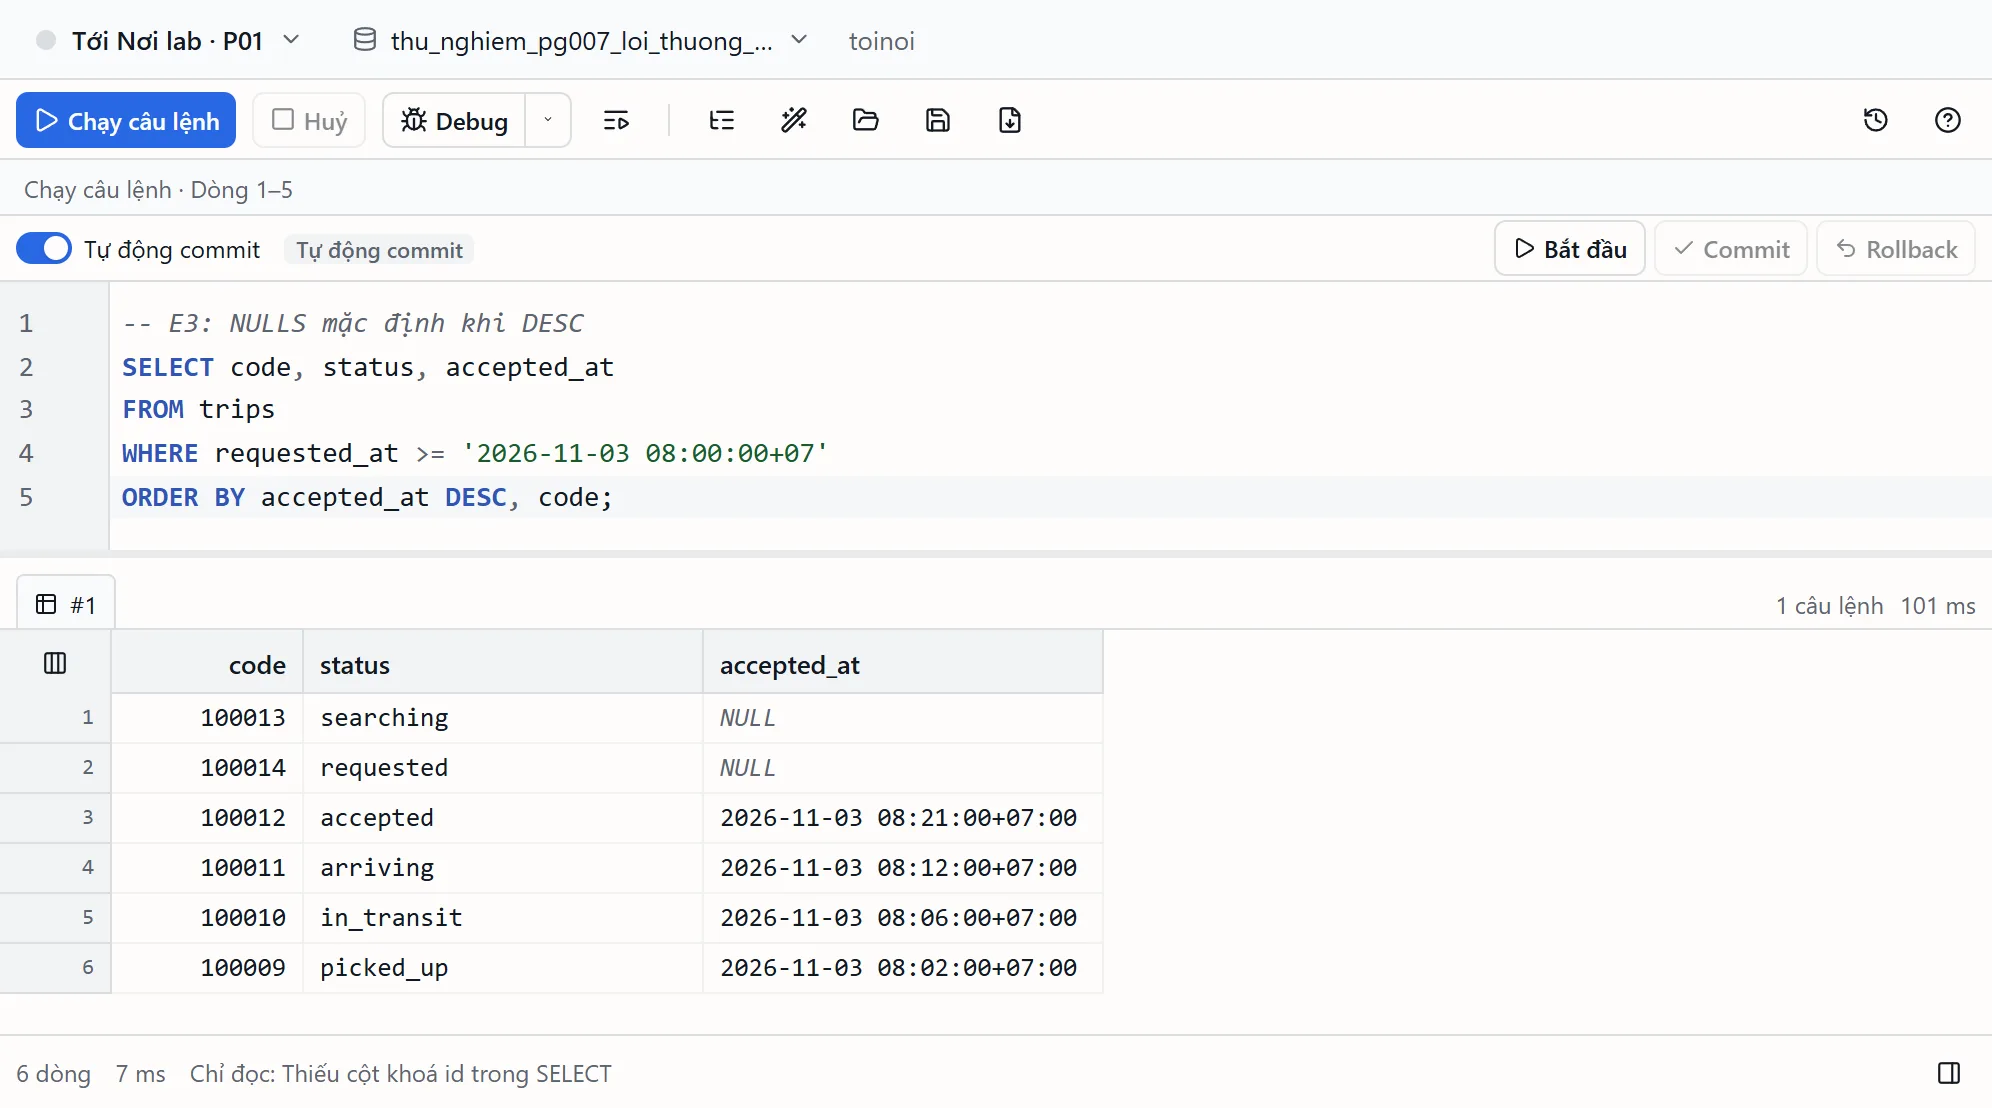 Tới Nơi lab · P01 thu_nghiem_pg007_loi_thuong_... toinoi
Chạy câu lệnh Huỷ Debug
Chạy câu lệnh · Dòng 1–5
Tự động commit Tự động commit Bắt đầu Commit Rollback
1 -- E3: NULLS mặc định khi DESC
2 SELECT code, status, accepted_at
3 FROM trips
4 WHERE requested_at >= '2026-11-03 08:00:00+07'
5 ORDER BY accepted_at DESC, code;
#1 1 câu lệnh 101 ms
code status accepted_at
1 100013 searching NULL
2 100014 requested NULL
3 100012 accepted 2026-11-03 08:21:00+07:00
4 100011 arriving 2026-11-03 08:12:00+07:00
5 100010 in_transit 2026-11-03 08:06:00+07:00
6 100009 picked_up 2026-11-03 08:02:00+07:00
6 dòng 7 ms Chỉ đọc: Thiếu cột khoá id trong SELECT